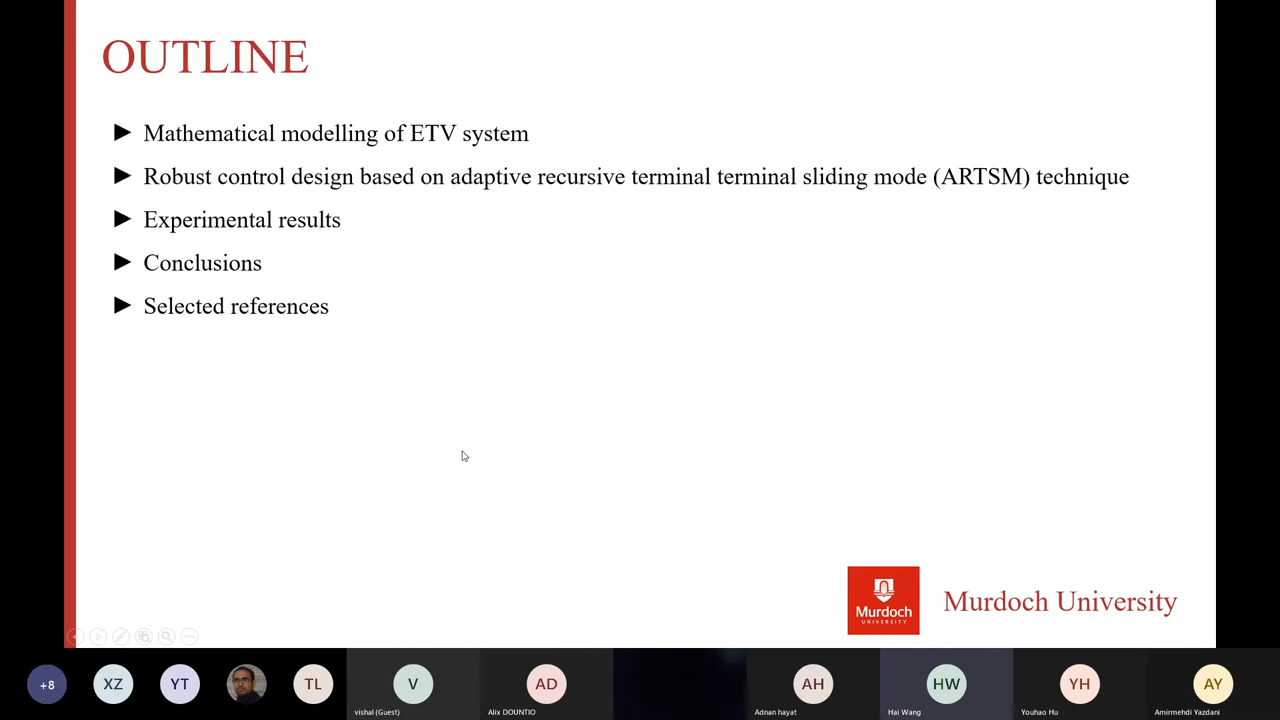 OUTLINE
Mathematical modelling of ETV system
Robust control design based on adaptive recursive terminal terminal sliding mode (ARTSM) technique
Experimental results
Conclusions
Selected references
Murdoch
UNIVERSITY
Murdoch University
+8
XZ
YT
TL
V
vishal (Guest)
AD
Alix DOUNTIO
AH
Adnan hayat
HW
Hai Wang
YH
Youhao Hu
AY
Amirmehdi Yazdani